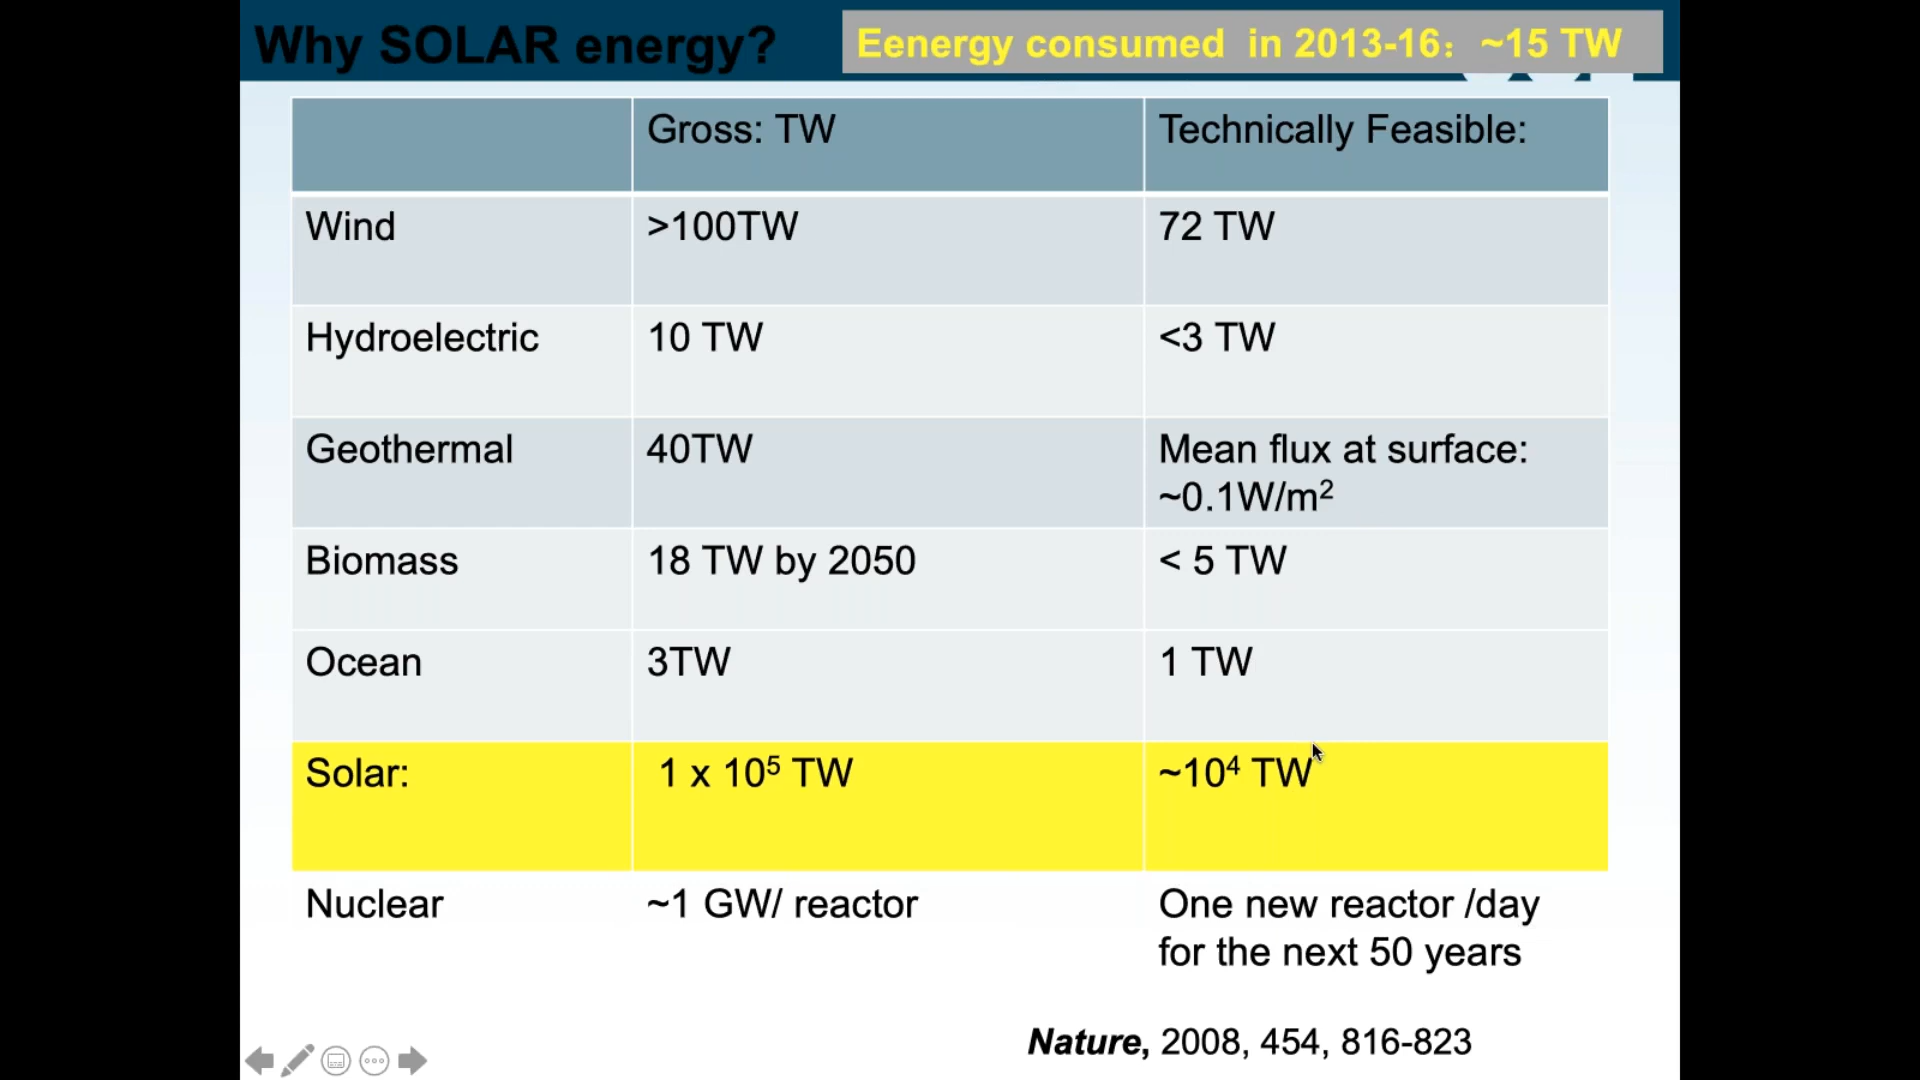 Why SOLAR energy?
Eenergy consumed in 2013-16: ~15 TW
Gross: TW
Technically Feasible:
Wind
>100TW
72 TW
Hydroelectric
10 TW
<3 TW
Geothermal
40TW
Mean flux at surface:
~0.1W/m²
Biomass
18 TW by 2050
< 5 TW
Ocean
3TW
1 TW
Solar:
1 x 10⁵ TW
~10⁴ TW
Nuclear
~1 GW/ reactor
One new reactor /day
for the next 50 years
Nature, 2008, 454, 816-823